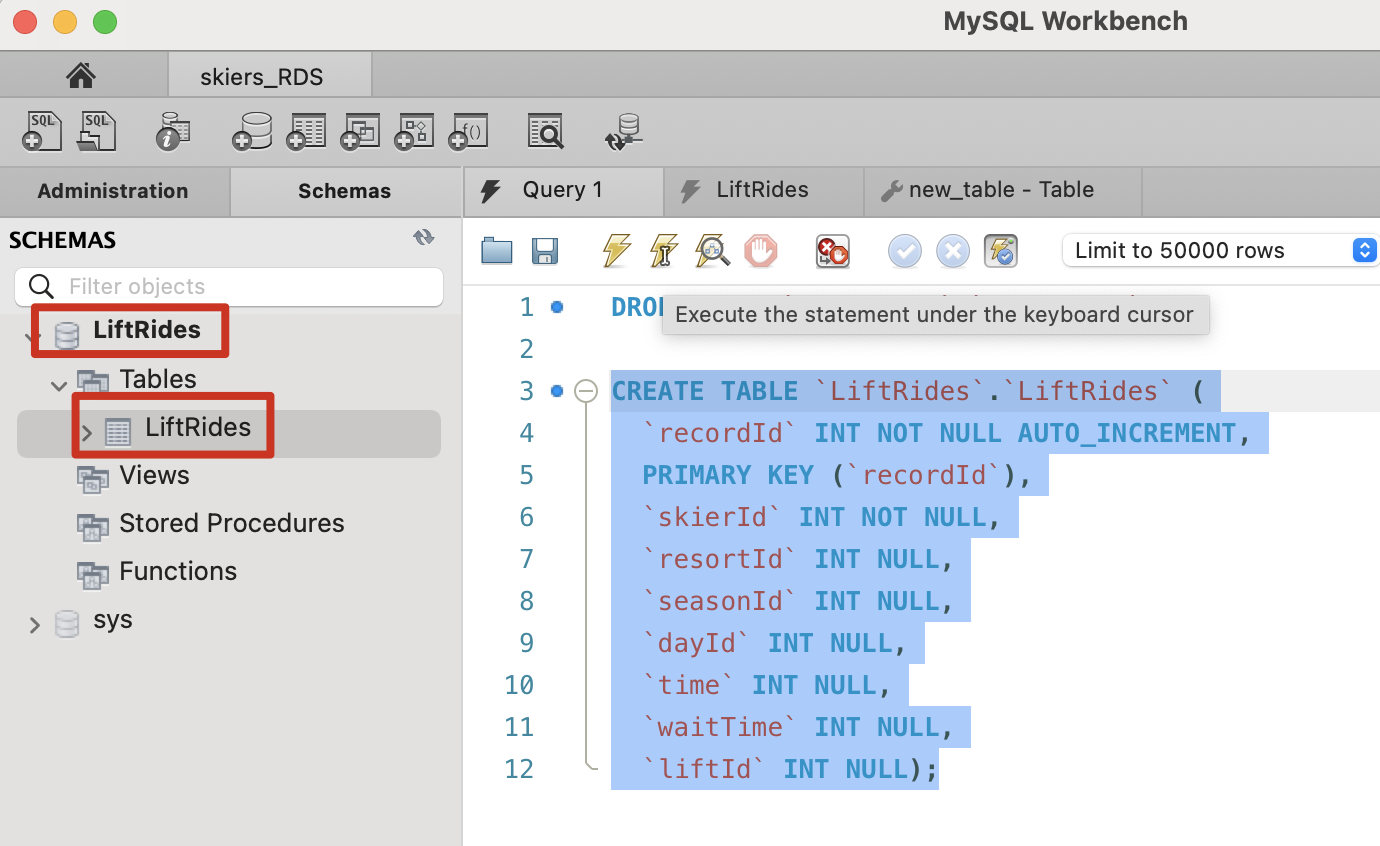 MySQL Workbench
skiers_RDS
SQL SQL f()
Administration Schemas
Query 1 LiftRides new_table - Table
SCHEMAS
Filter objects
Limit to 50000 rows
LiftRides
Tables
LiftRides
Views
Stored Procedures
Functions
sys
1
Execute the statement under the keyboard cursor
2
3 CREATE TABLE `LiftRides`.`LiftRides` (
4 `recordId` INT NOT NULL AUTO_INCREMENT,
5 PRIMARY KEY (`recordId`),
6 `skierId` INT NOT NULL,
7 `resortId` INT NULL,
8 `seasonId` INT NULL,
9 `dayId` INT NULL,
10 `time` INT NULL,
11 `waitTime` INT NULL,
12 `liftId` INT NULL);